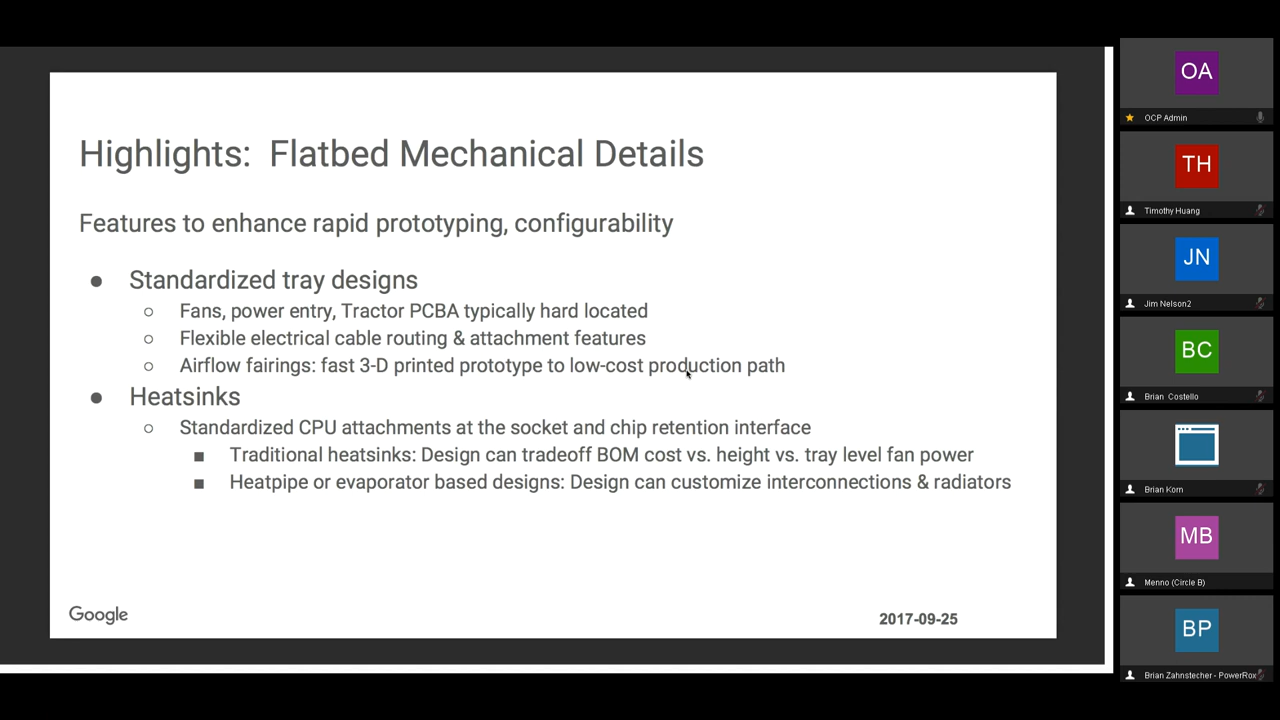 Highlights:  Flatbed Mechanical Details
Features to enhance rapid prototyping, configurability
● Standardized tray designs
○ Fans, power entry, Tractor PCBA typically hard located
○ Flexible electrical cable routing & attachment features
○ Airflow fairings: fast 3-D printed prototype to low-cost production path
● Heatsinks
○ Standardized CPU attachments at the socket and chip retention interface
■ Traditional heatsinks: Design can tradeoff BOM cost vs. height vs. tray level fan power
■ Heatpipe or evaporator based designs: Design can customize interconnections & radiators
Google
2017-09-25
OA
OCP Admin
TH
Timothy Huang
JN
Jim Nelson2
BC
Brian Costello
Brian Korn
MB
Menno (Circle B)
BP
Brian Zahnstecher - PowerRox